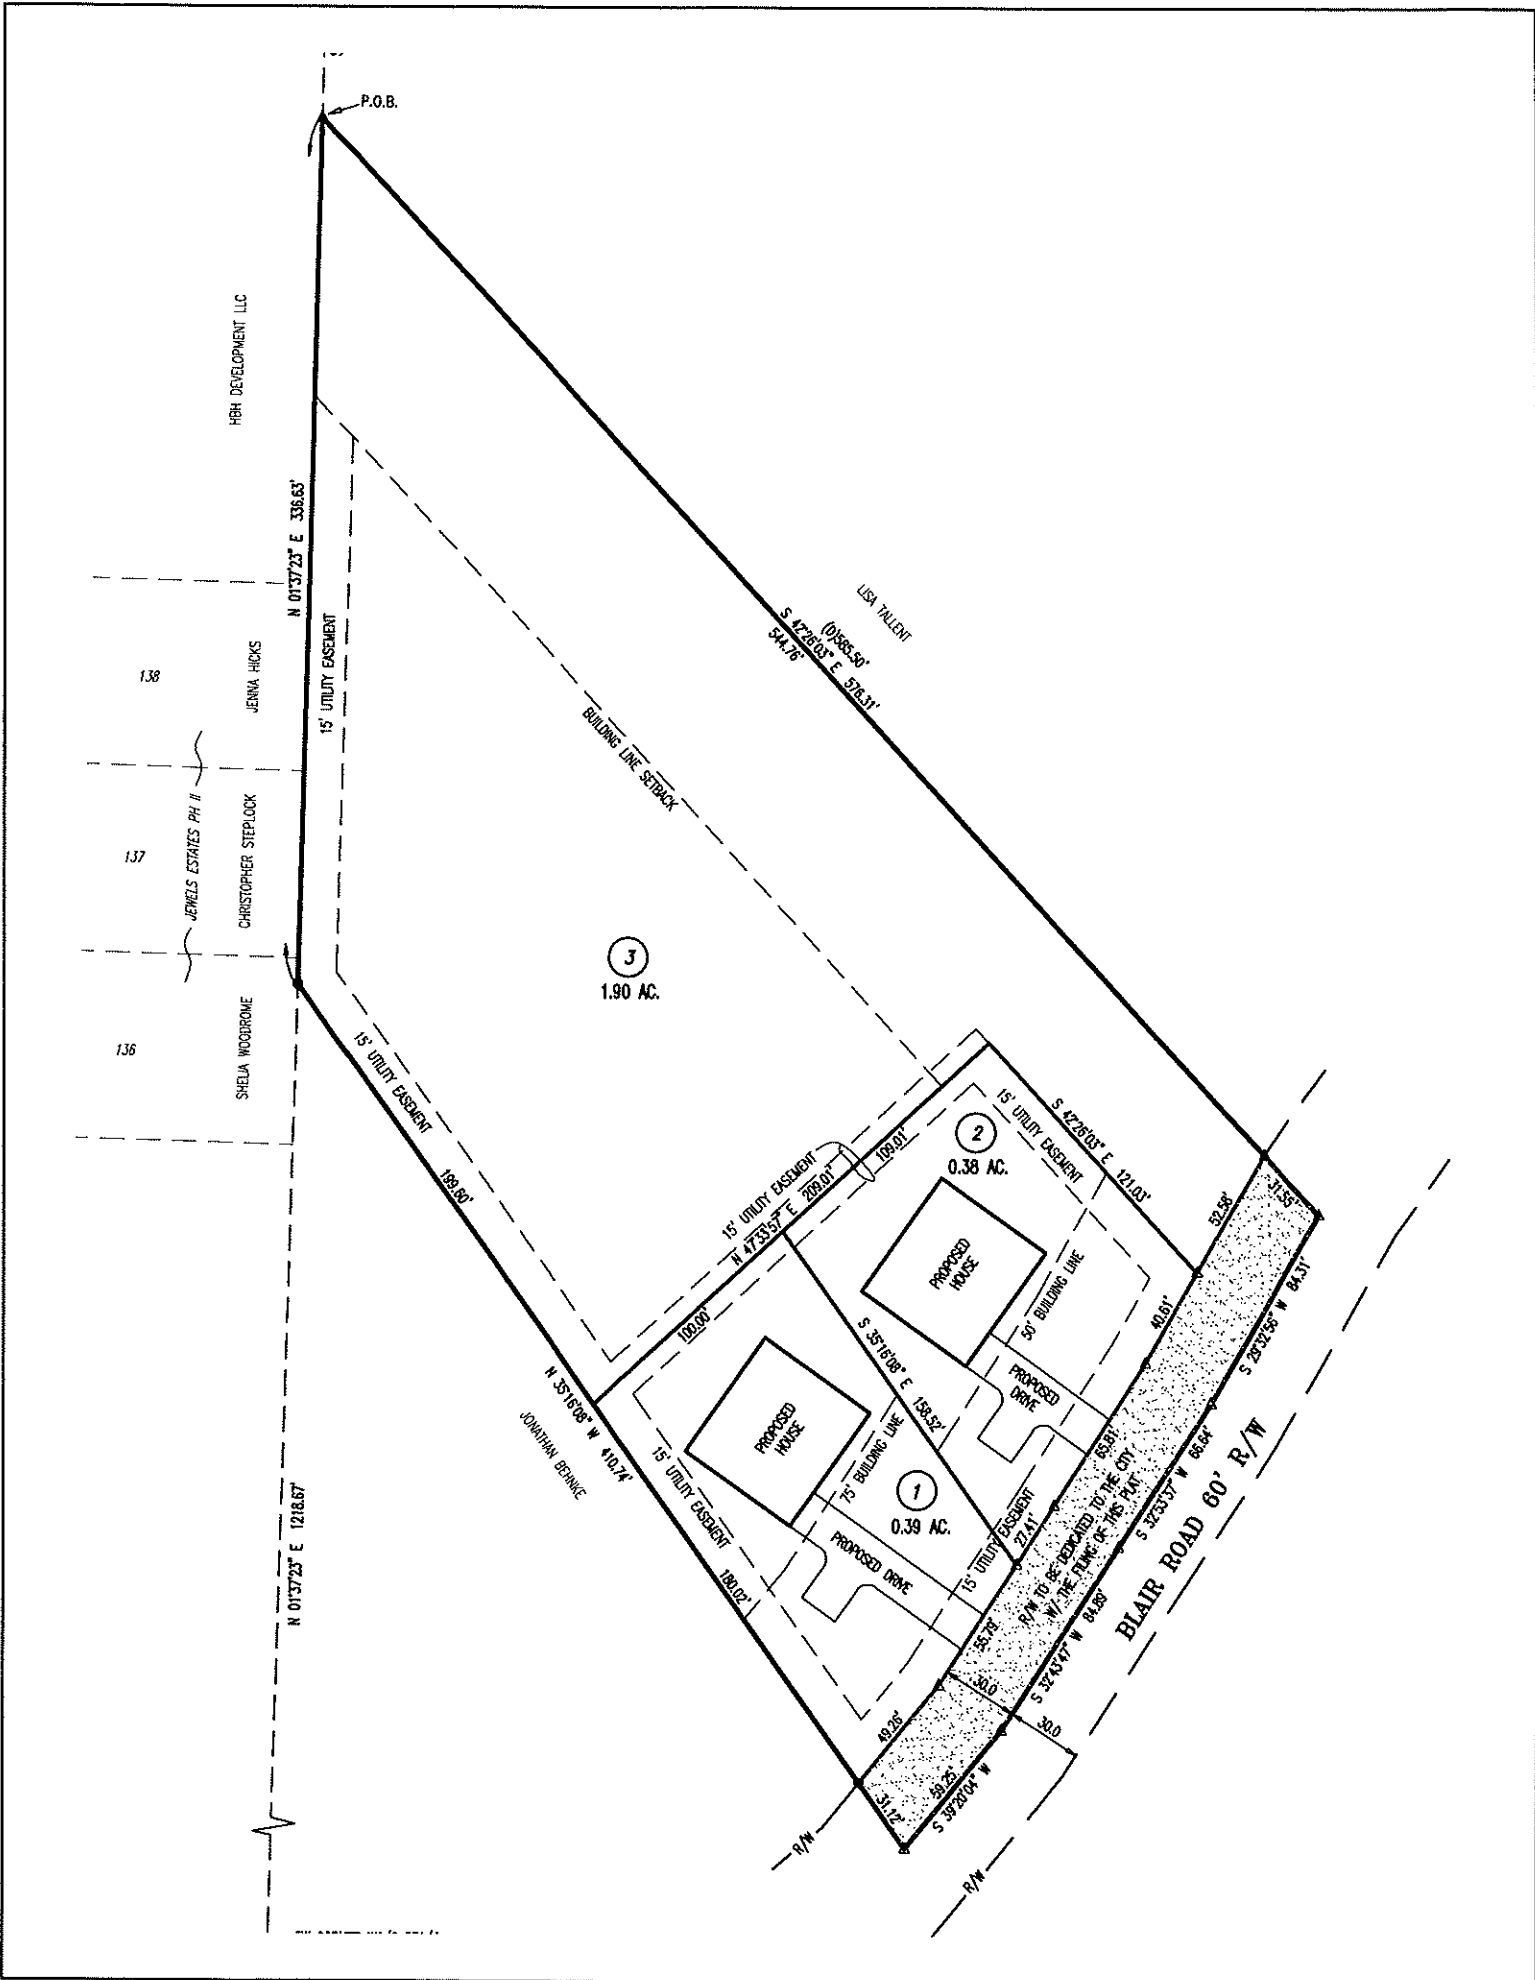 P.O.B.
HBH DEVELOPMENT LLC
N 01°37'23" E 336.63'
LISA TALLENT
(D)585.50'
S 42°26'03" E 576.31'
544.76'
15' UTILITY EASEMENT
BUILDING LINE SETBACK
138
JENNA HICKS
137
JEWELS ESTATES PH II
CHRISTOPHER STEPLOCK
136
SHELIA WOODROME
3
1.90 AC.
15' UTILITY EASEMENT
199.60'
15' UTILITY EASEMENT
N 47°33'57" E 209.01'
109.01'
100.00'
2
0.38 AC.
15' UTILITY EASEMENT
S 42°26'03" E 121.03'
PROPOSED
HOUSE
50' BUILDING LINE
PROPOSED
DRIVE
S 35°16'08" E 158.52'
52.58'
31.55'
40.61'
S 29°32'56" W 84.31'
65.81'
N 35°16'08" W 410.74'
JONATHAN BEHNKE
PROPOSED
HOUSE
75' BUILDING LINE
1
0.39 AC.
15' UTILITY EASEMENT
PROPOSED DRIVE
15' UTILITY EASEMENT
27.41'
R/W TO BE DEDICATED TO THE CITY
W/ THE FILING OF THIS PLAT
S 32°53'37" W 66.64'
BLAIR ROAD 60' R/W
180.02'
55.79'
S 32°43'47" W 84.89'
30.0
30.0
49.26'
59.25'
S 39°20'04" W
31.12'
R/W
R/W
N 01°37'23" E 1218.67'